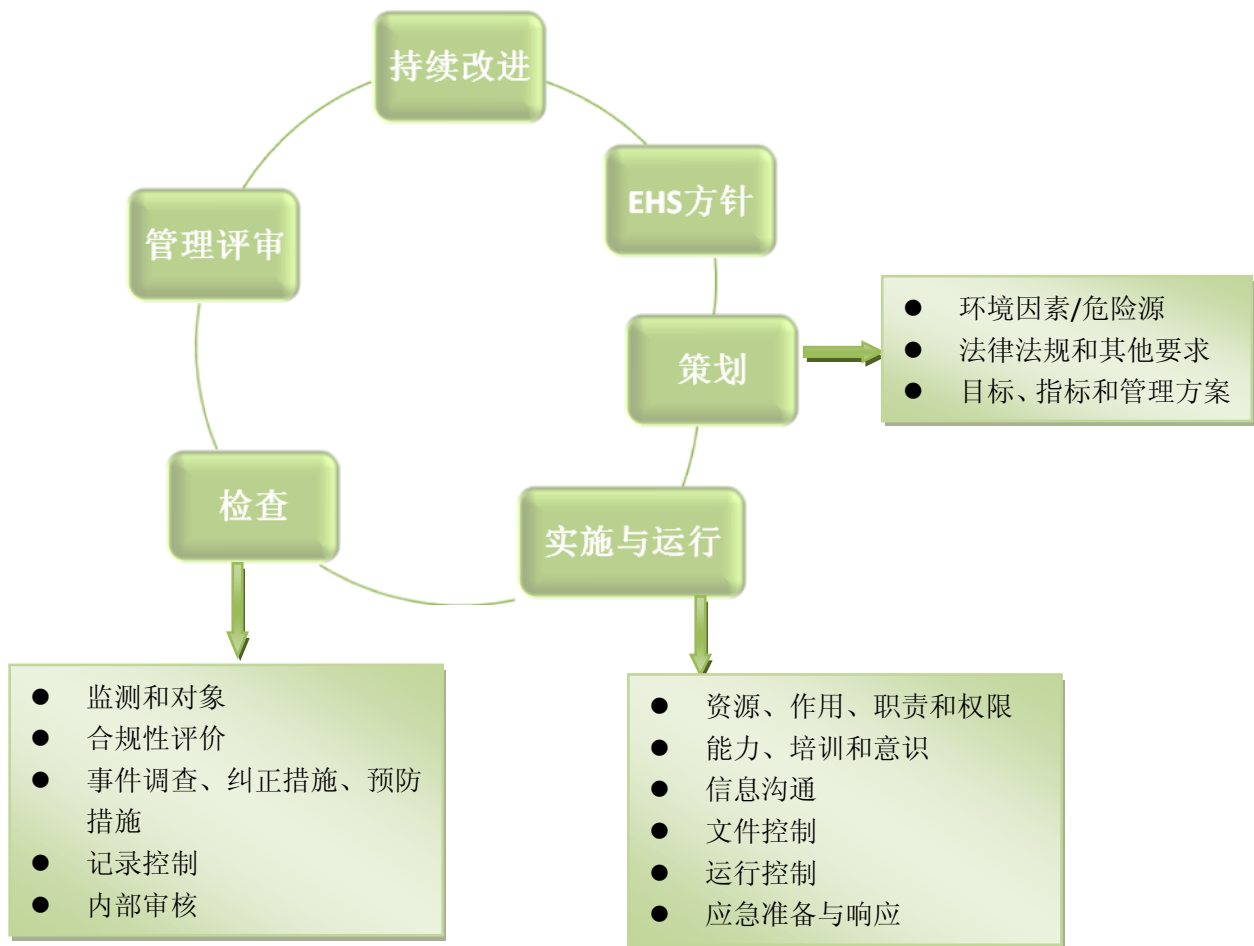 持续改进
EHS方针
管理评审
策划
● 环境因素/危险源
● 法律法规和其他要求
● 目标、指标和管理方案
检查
实施与运行
● 监测和对象
● 合规性评价
● 事件调查、纠正措施、预防
措施
● 记录控制
● 内部审核
● 资源、作用、职责和权限
● 能力、培训和意识
● 信息沟通
● 文件控制
● 运行控制
● 应急准备与响应